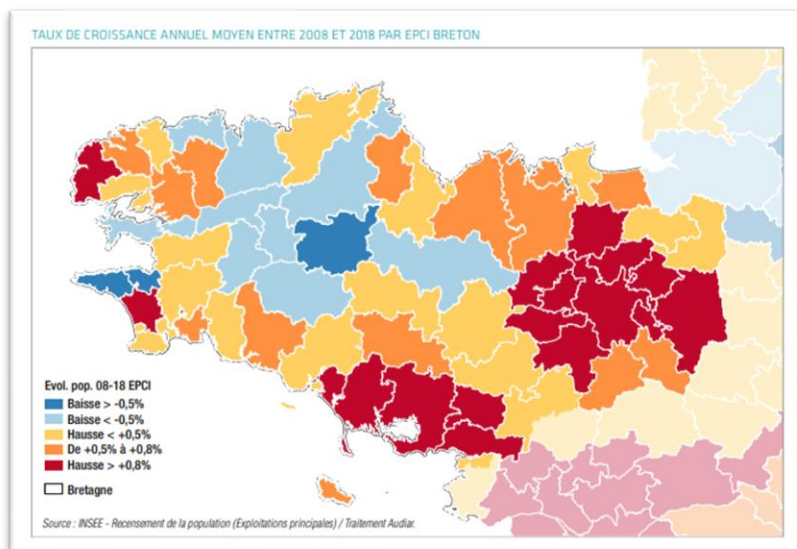 TAUX DE CROISSANCE ANNUEL MOYEN ENTRE 2008 ET 2018 PAR EPCI BRETON
Evol. pop. 08-18 EPCI
Baisse > -0,5%
Baisse < -0,5%
Hausse < +0,5%
De +0,5% à +0,8%
Hausse > +0,8%
Bretagne
Source : INSEE - Recensement de la population (Exploitations principales) / Traitement Audiar.